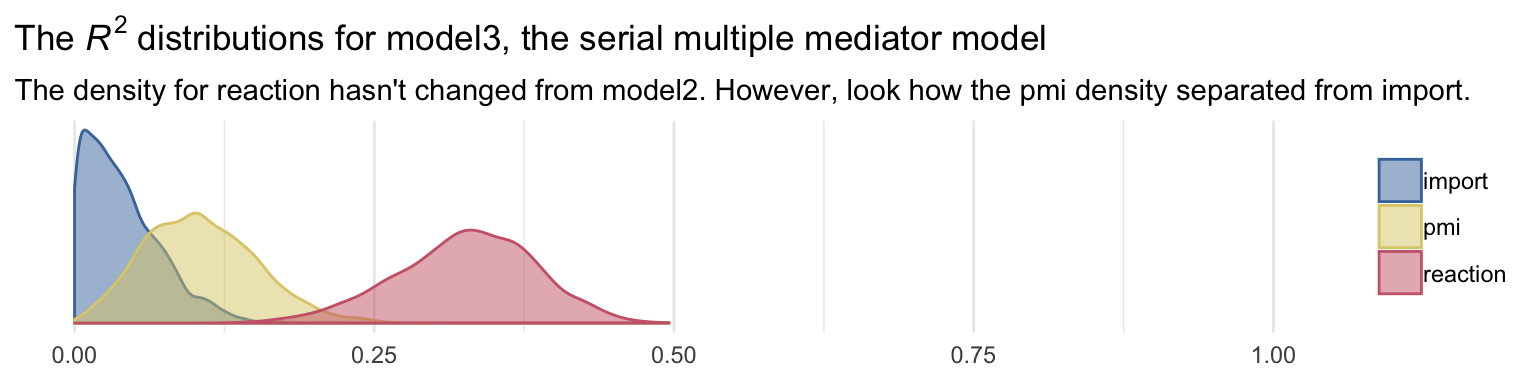 The R² distributions for model3, the serial multiple mediator model
The density for reaction hasn't changed from model2. However, look how the pmi density separated from import.
import
pmi
reaction
0.00 0.25 0.50 0.75 1.00